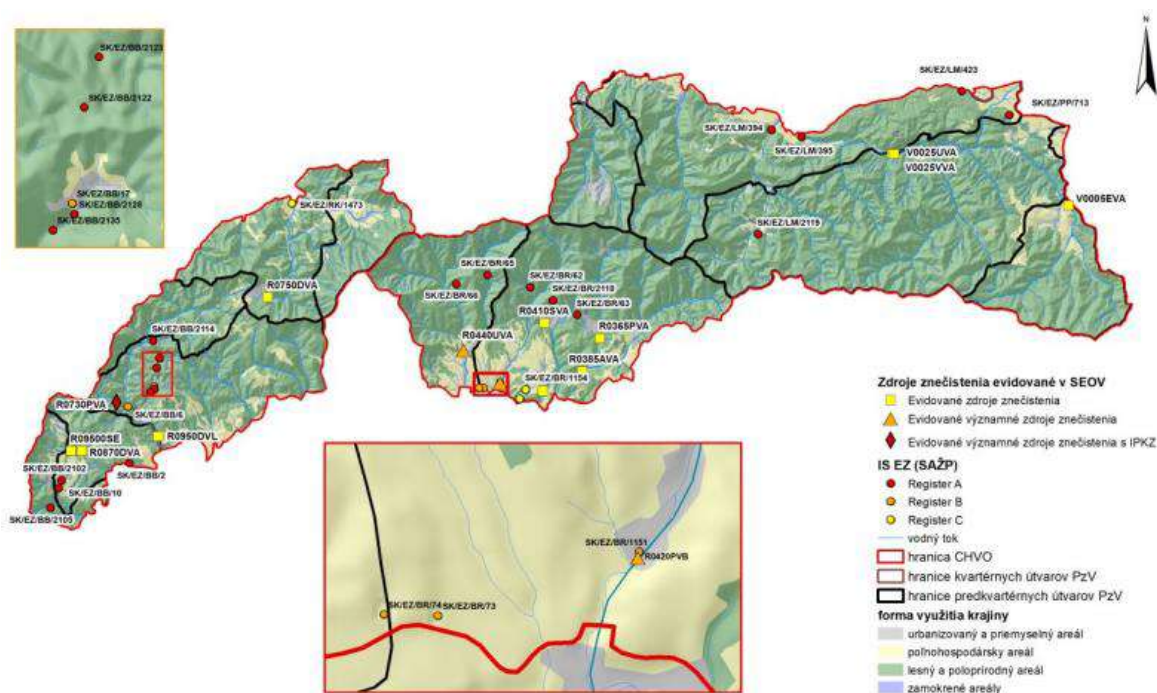 SK/EZ/BB/2123
SK/EZ/BB/2122
SK/EZ/BB/17
SK/EZ/BB/2128
SK/EZ/BB/2135
N
SK/EZ/LM/423
SK/EZ/PP/713
SK/EZ/LM/394
SK/EZ/LM/395
V0025UVA
V0025VVA
V0005EVA
SK/EZ/LM/2119
SK/EZ/RK/1473
R0750DVA
SK/EZ/BR/65
SK/EZ/BR/66
SK/EZ/BR/62
SK/EZ/BR/2110
SK/EZ/BR/63
R0410SVA
R0365PVA
R0440UVA
R0385AVA
SK/EZ/BR/1154
SK/EZ/BB/2114
R0730PVA
SK/EZ/BB/6
R09500SE
R0950DVL
R0870DVA
SK/EZ/BB/2102
SK/EZ/BB/2
SK/EZ/BB/10
SK/EZ/BB/2105
SK/EZ/BR/1151
R0420PVB
SK/EZ/BR/74
SK/EZ/BR/73
Zdroje znečistenia evidované v SEOV
Evidované zdroje znečistenia
Evidované významné zdroje znečistenia
Evidované významné zdroje znečistenia s IPKZ
IS EZ (SAŽP)
Register A
Register B
Register C
vodný tok
hranica CHVO
hranice kvartérnych útvarov PzV
hranice predkvartérnych útvarov PzV
forma využitia krajiny
urbanizovaný a priemyselný areál
poľnohospodársky areál
lesný a poloprírodný areál
zamokrené areály